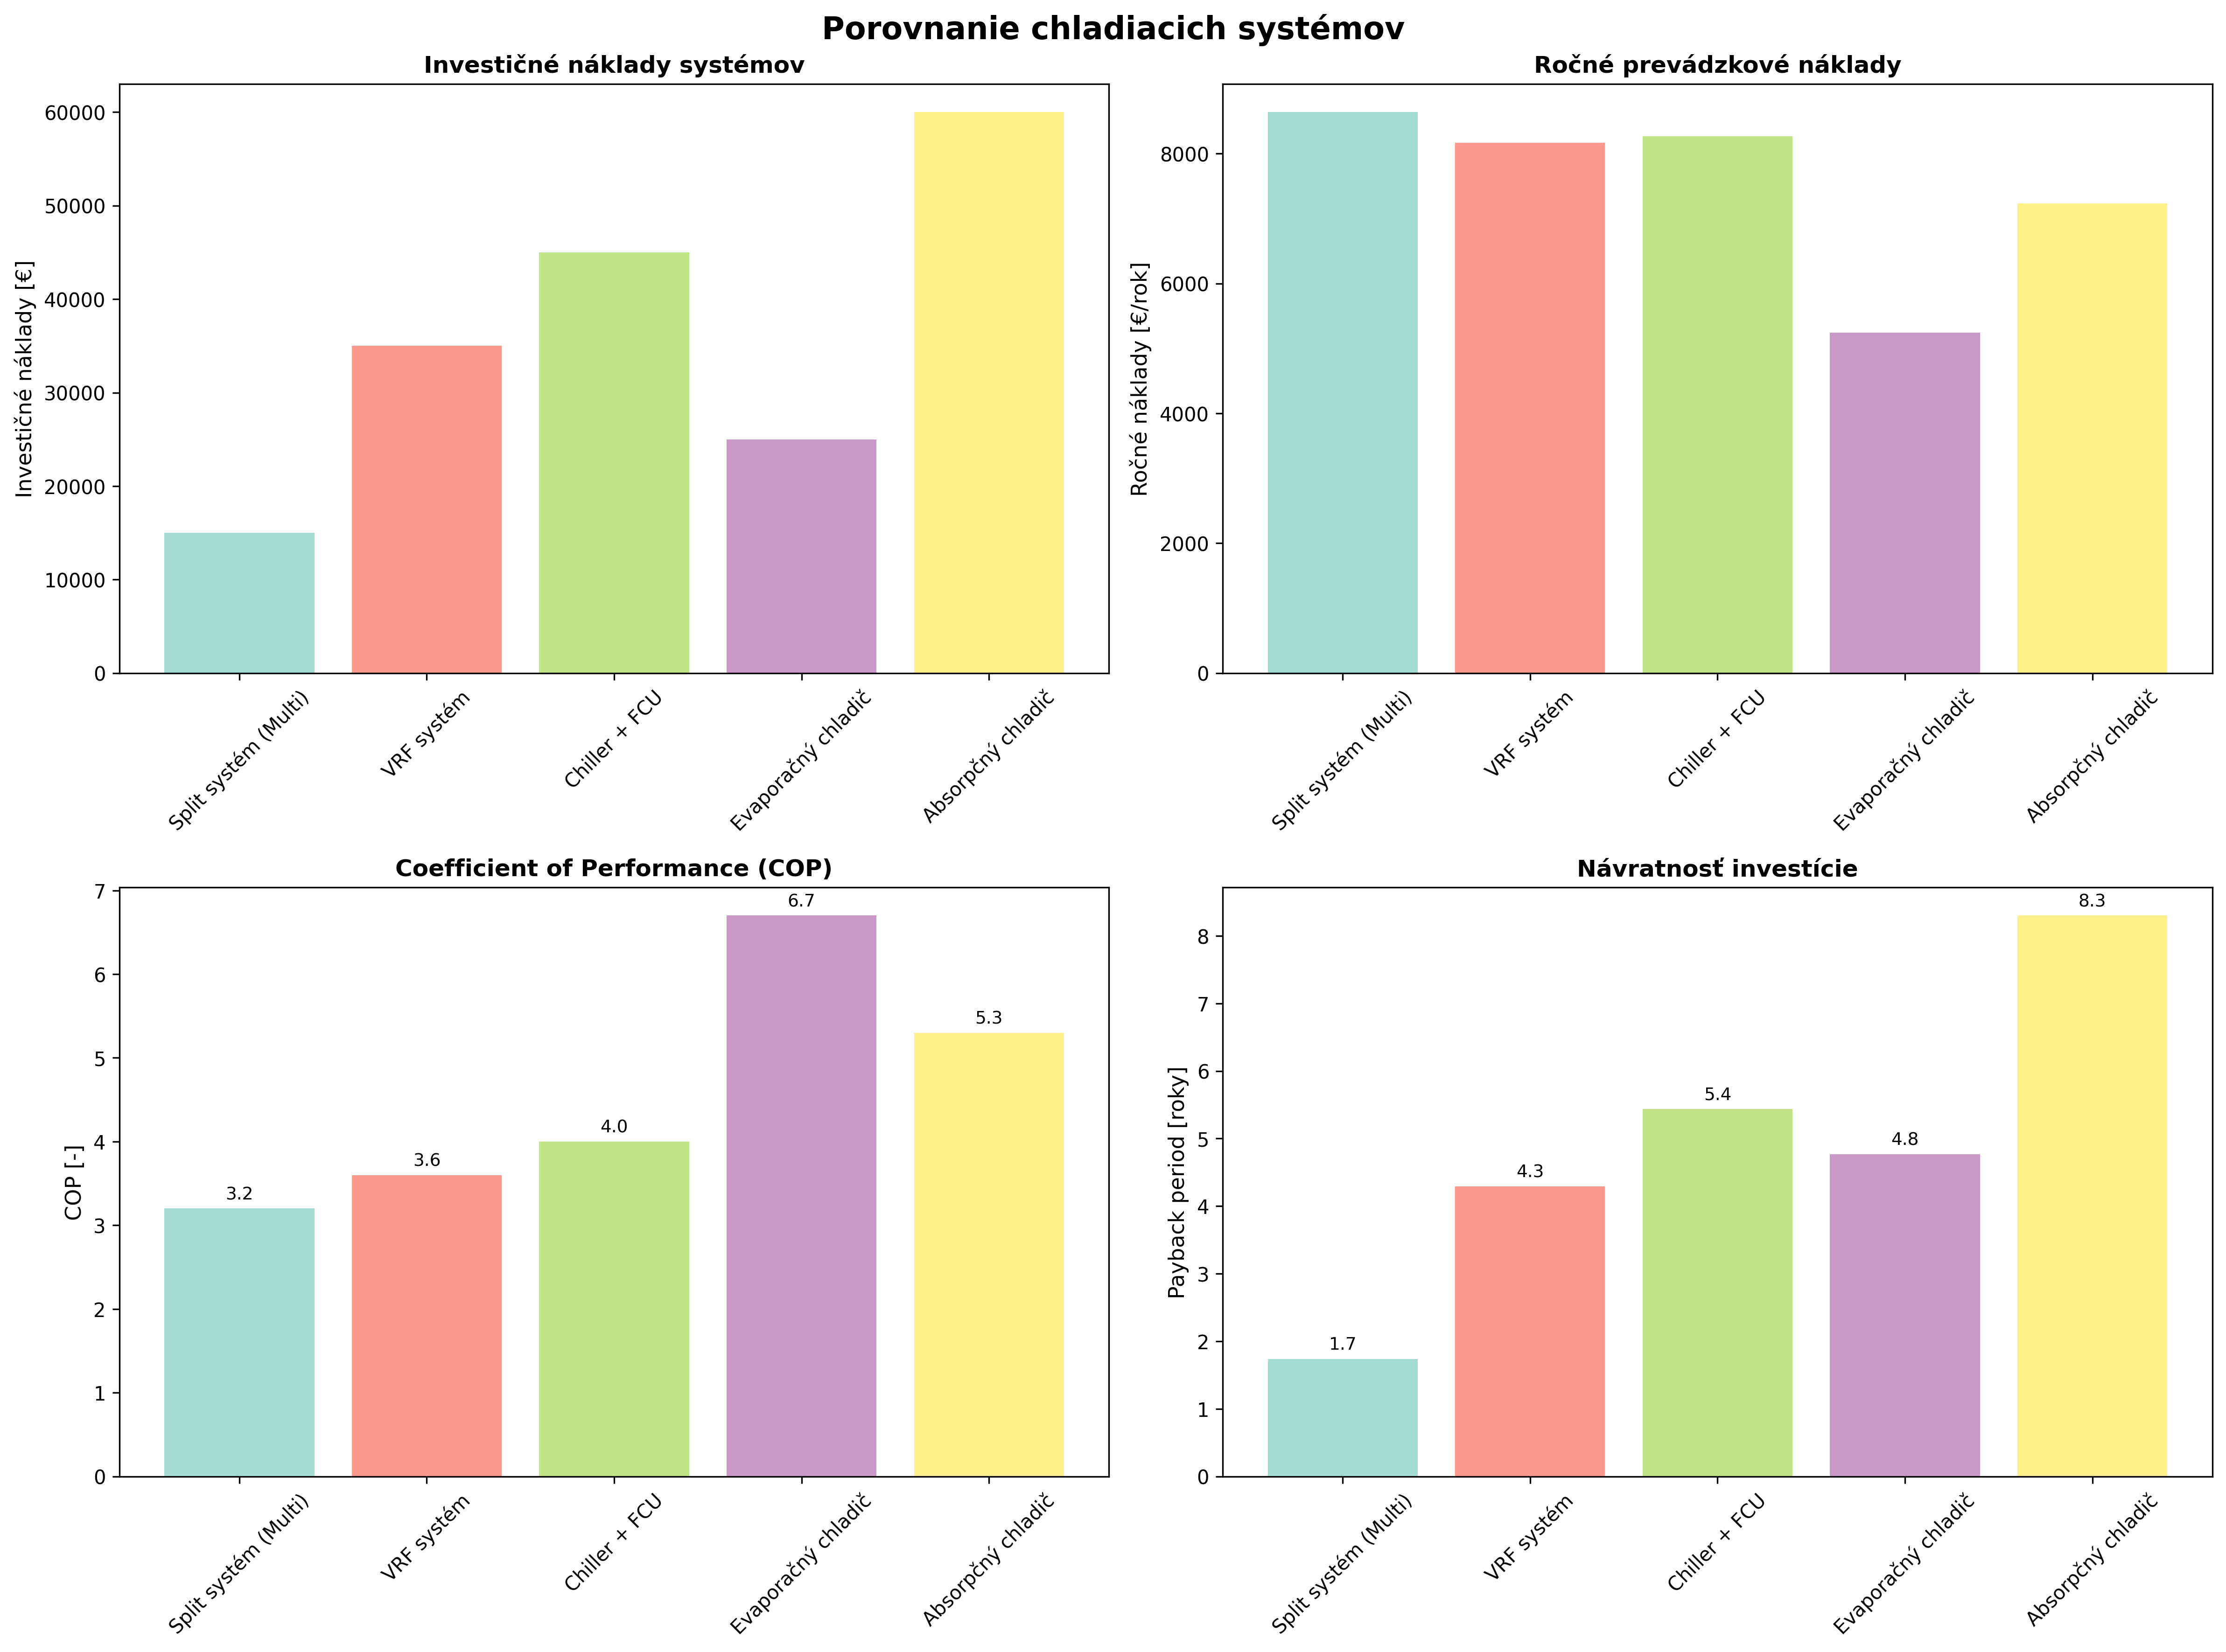 Porovnanie chladiacich systémov
Investičné náklady systémov
Investičné náklady [€]
60000
50000
40000
30000
20000
10000
0
Split systém (Multi)
VRF systém
Chiller + FCU
Evaporačný chladič
Absorpčný chladič
Ročné prevádzkové náklady
Ročné náklady [€/rok]
8000
6000
4000
2000
0
Split systém (Multi)
VRF systém
Chiller + FCU
Evaporačný chladič
Absorpčný chladič
Coefficient of Performance (COP)
COP [-]
7
6
5
4
3
2
1
0
3.2
3.6
4.0
6.7
5.3
Split systém (Multi)
VRF systém
Chiller + FCU
Evaporačný chladič
Absorpčný chladič
Návratnosť investície
Payback period [roky]
8
7
6
5
4
3
2
1
0
1.7
4.3
5.4
4.8
8.3
Split systém (Multi)
VRF systém
Chiller + FCU
Evaporačný chladič
Absorpčný chladič